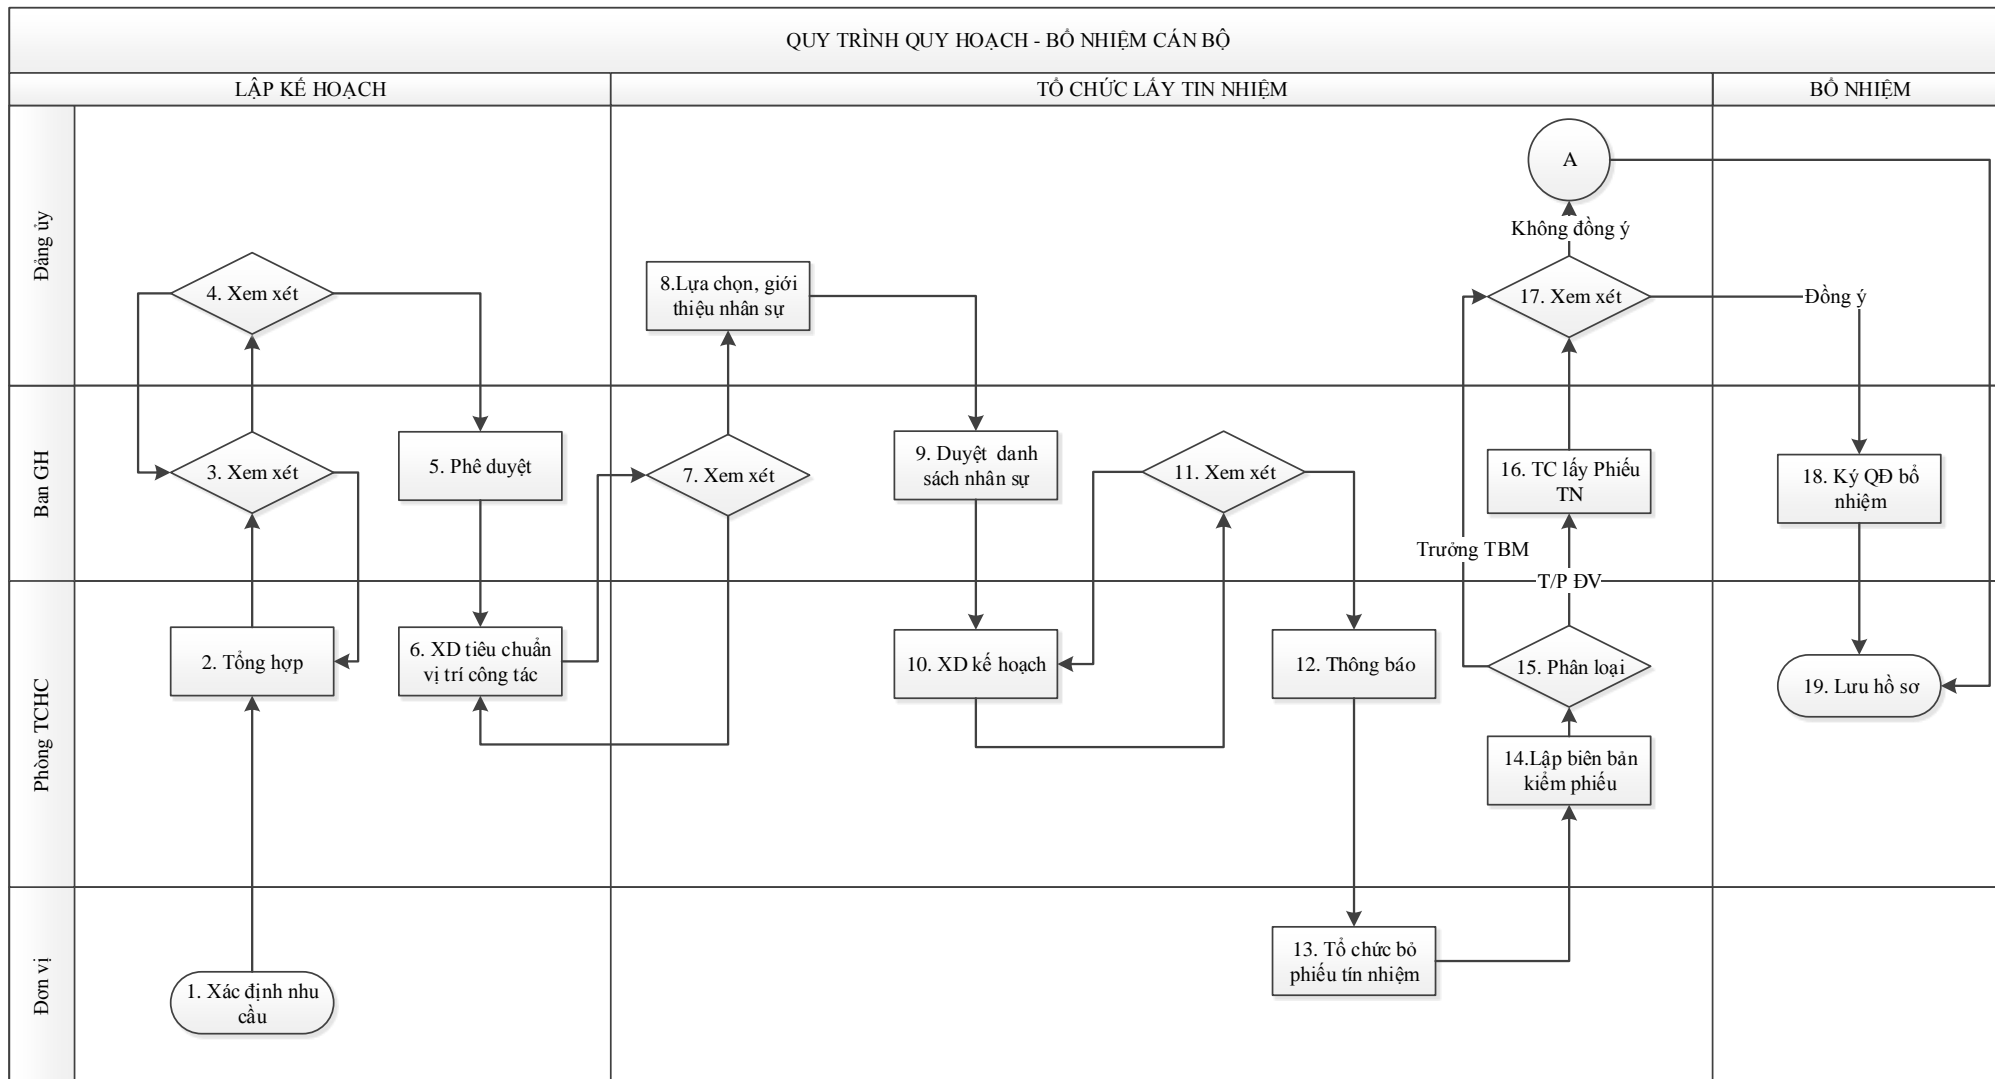 QUY TRÌNH QUY HOẠCH - BỔ NHIỆM CÁN BỘ
LẬP KẾ HOẠCH
TỔ CHỨC LẤY TIN NHIỆM
BỔ NHIỆM
Đảng ủy
A
Không đồng ý
4. Xem xét
8.Lựa chọn, giới
thiệu nhân sự
17. Xem xét
Đồng ý
Ban GH
3. Xem xét
5. Phê duyệt
7. Xem xét
9. Duyệt danh
sách nhân sự
11. Xem xét
16. TC lấy Phiếu
TN
18. Ký QĐ bổ
nhiệm
Trưởng TBM
T/P ĐV
Phòng TCHC
2. Tổng hợp
6. XD tiêu chuẩn
vị trí công tác
10. XD kế hoạch
12. Thông báo
15. Phân loại
19. Lưu hồ sơ
14.Lập biên bản
kiểm phiếu
Đơn vị
1. Xác định nhu
cầu
13. Tổ chức bỏ
phiếu tín nhiệm